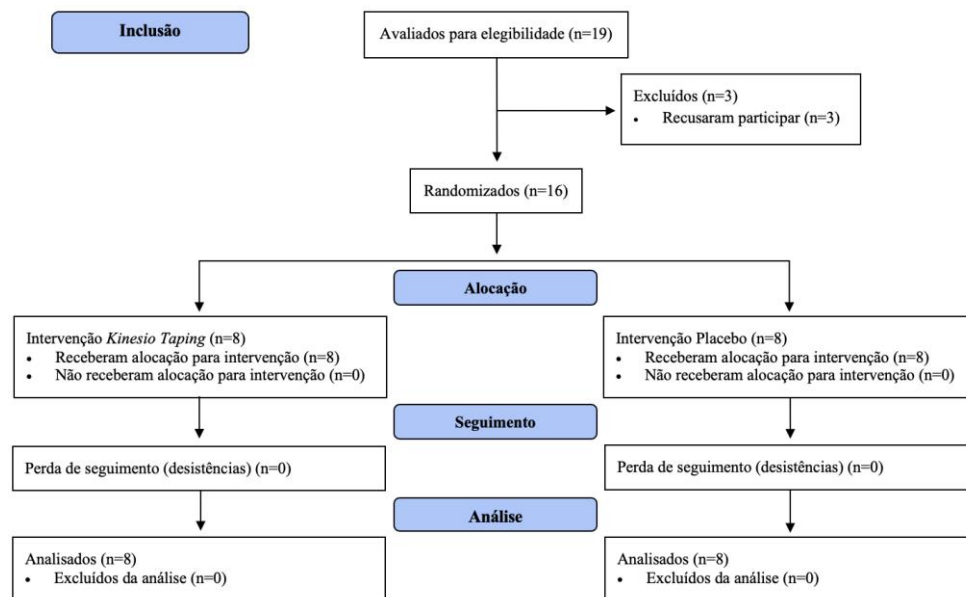 Inclusão
Avaliados para elegibilidade (n=19)
Excluídos (n=3)
• Recusaram participar (n=3)
Randomizados (n=16)
Alocação
Intervenção Kinesio Taping (n=8)
• Receberam alocação para intervenção (n=8)
• Não receberam alocação para intervenção (n=0)
Intervenção Placebo (n=8)
• Receberam alocação para intervenção (n=8)
• Não receberam alocação para intervenção (n=0)
Seguimento
Perda de seguimento (desistências) (n=0)
Perda de seguimento (desistências) (n=0)
Análise
Analisados (n=8)
• Excluídos da análise (n=0)
Analisados (n=8)
• Excluídos da análise (n=0)